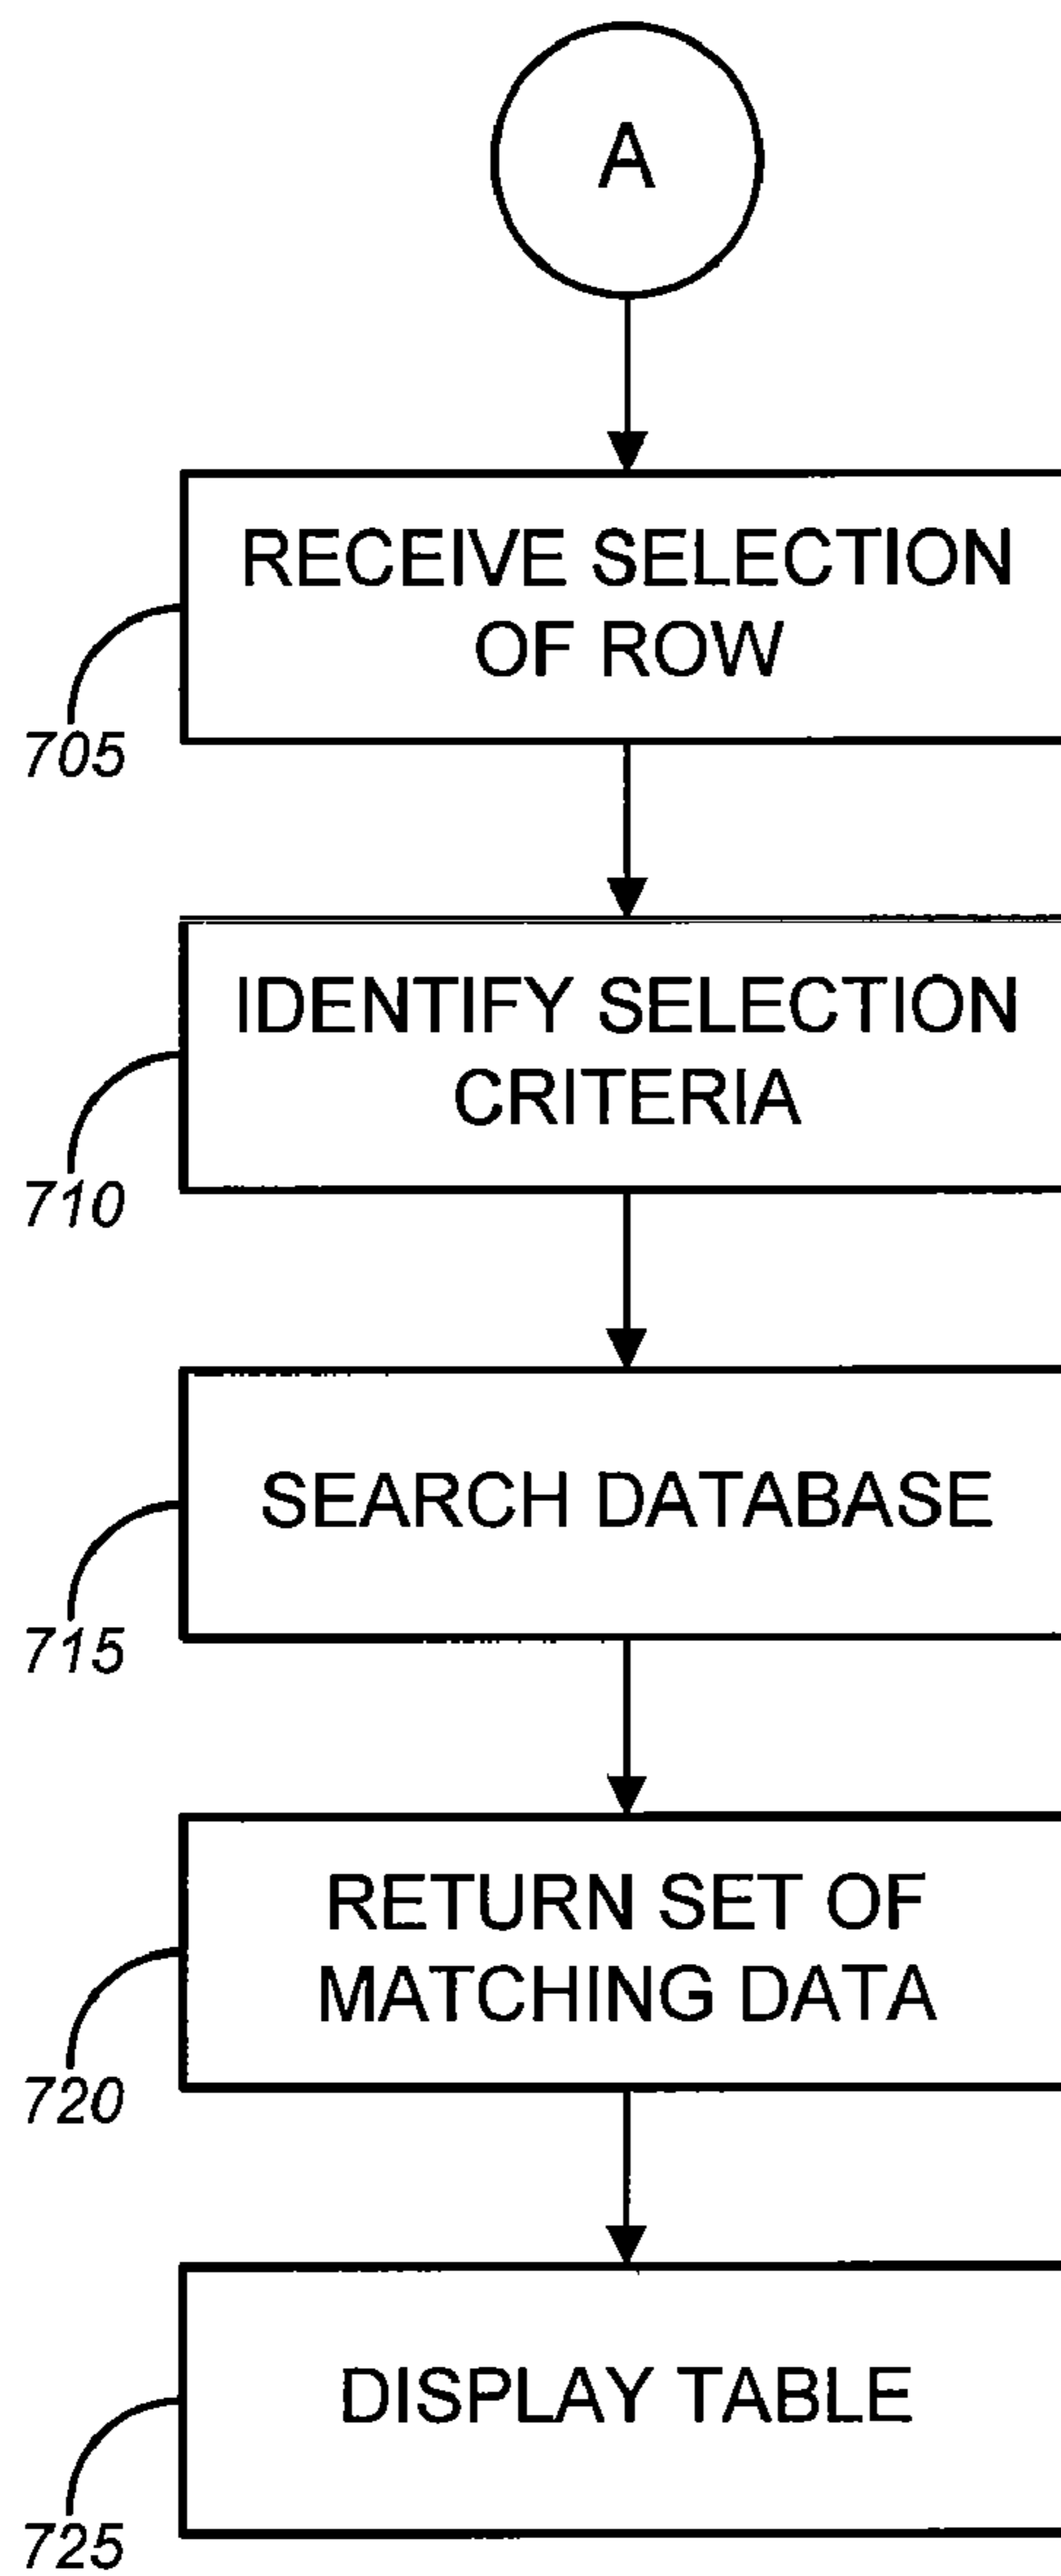 A
RECEIVE SELECTION
OF ROW
705
IDENTIFY SELECTION
CRITERIA
710
SEARCH DATABASE
715
RETURN SET OF
MATCHING DATA
720
DISPLAY TABLE
725